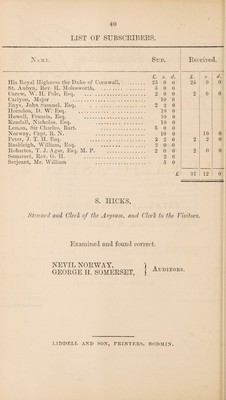 40
LIST OF SUBSCRIBERS.
NAME. SUB. Received.
£. s. d. £. s. d.
His Royal Highness the Duke of Cornwall, 25 0 0 25 0 0
St. Aubyn, Rev. H. Molesworth, 5 0 0
Carew, W. H. Pole, Esq. 2 0 0 2 0 0
Carlyon, Major 10 0
Enys, John Samuel, Esq. 2 2 0
Horndon, D. W. Esq. 10 0
Howell, Francis, Esq. 10 0
Kendall, Nicholas, Esq. 10 0
Lemon, Sir Charles, Bart. 5 0 0
Norway, Capt. R. N. 10 0 10 0
Peter, J. T. H. Esq. 2 2 0 2 2 0
Rashleigh, William, Esq. 2 0 0
Robartes, T. J. Agar, Esq. M. P. 2 0 0 2 0 0
Somerset, Rev. G. H. 2 6
Serjeant, Mr. William 5 0
£ 31 12 0
S. HICKS,
Steward and Clerk of the Asylum, and Clerk to the Visitors.
Examined and found correct.
NEVIL NORWAY,
GEORGE H. SOMERSET, } AUDITORS.
LIDDELL AND SON, PRINTERS, BODMIN.